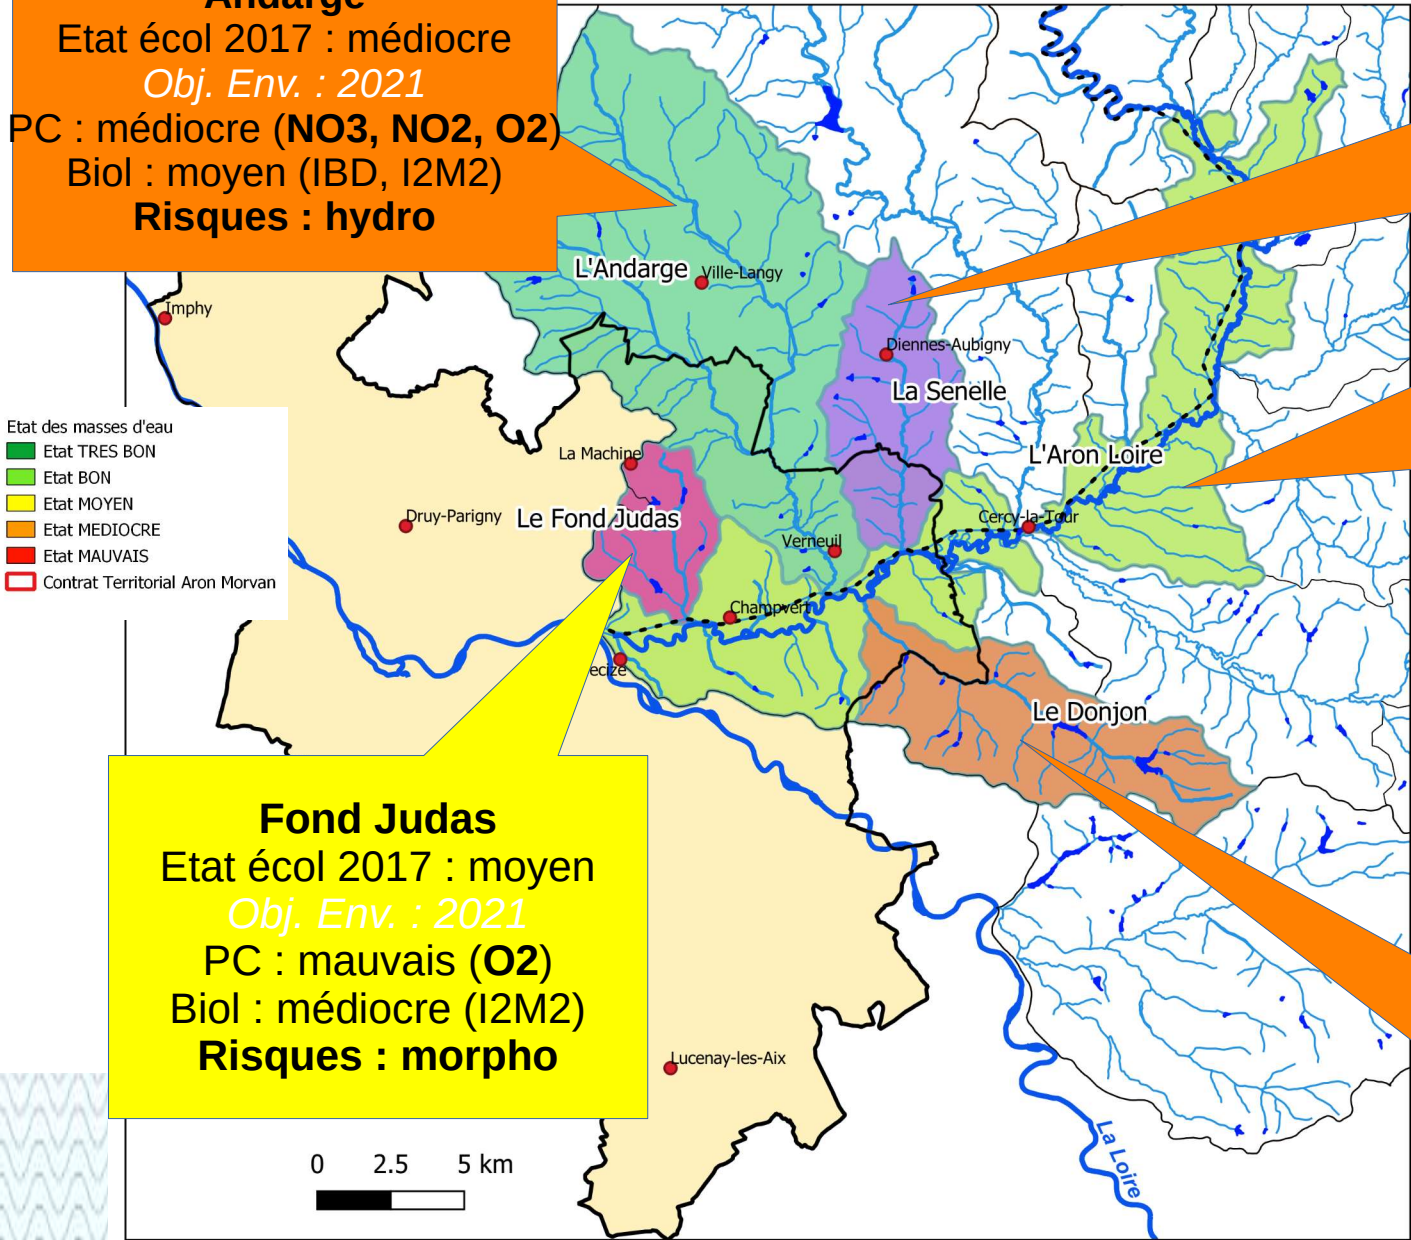 Andarge
Etat écol 2017 : médiocre
Obj. Env. : 2021
PC : médiocre (NO3, NO2, O2)
Biol : moyen (IBD, I2M2)
Risques : hydro
L'Andarge
Ville-Langy
Imphy
Diennes-Aubigny
La Senelle
Etat des masses d'eau
Etat TRES BON
Etat BON
Etat MOYEN
Etat MEDIOCRE
Etat MAUVAIS
Contrat Territorial Aron Morvan
La Machine
L'Aron Loire
Druy-Parigny
Le Fond Judas
Cercy-la-Tour
Verneuil
Champvert
ecize
Le Donjon
Fond Judas
Etat écol 2017 : moyen
Obj. Env. : 2021
PC : mauvais (O2)
Biol : médiocre (I2M2)
Risques : morpho
Lucenay-les-Aix
La Loire
0 2.5 5 km